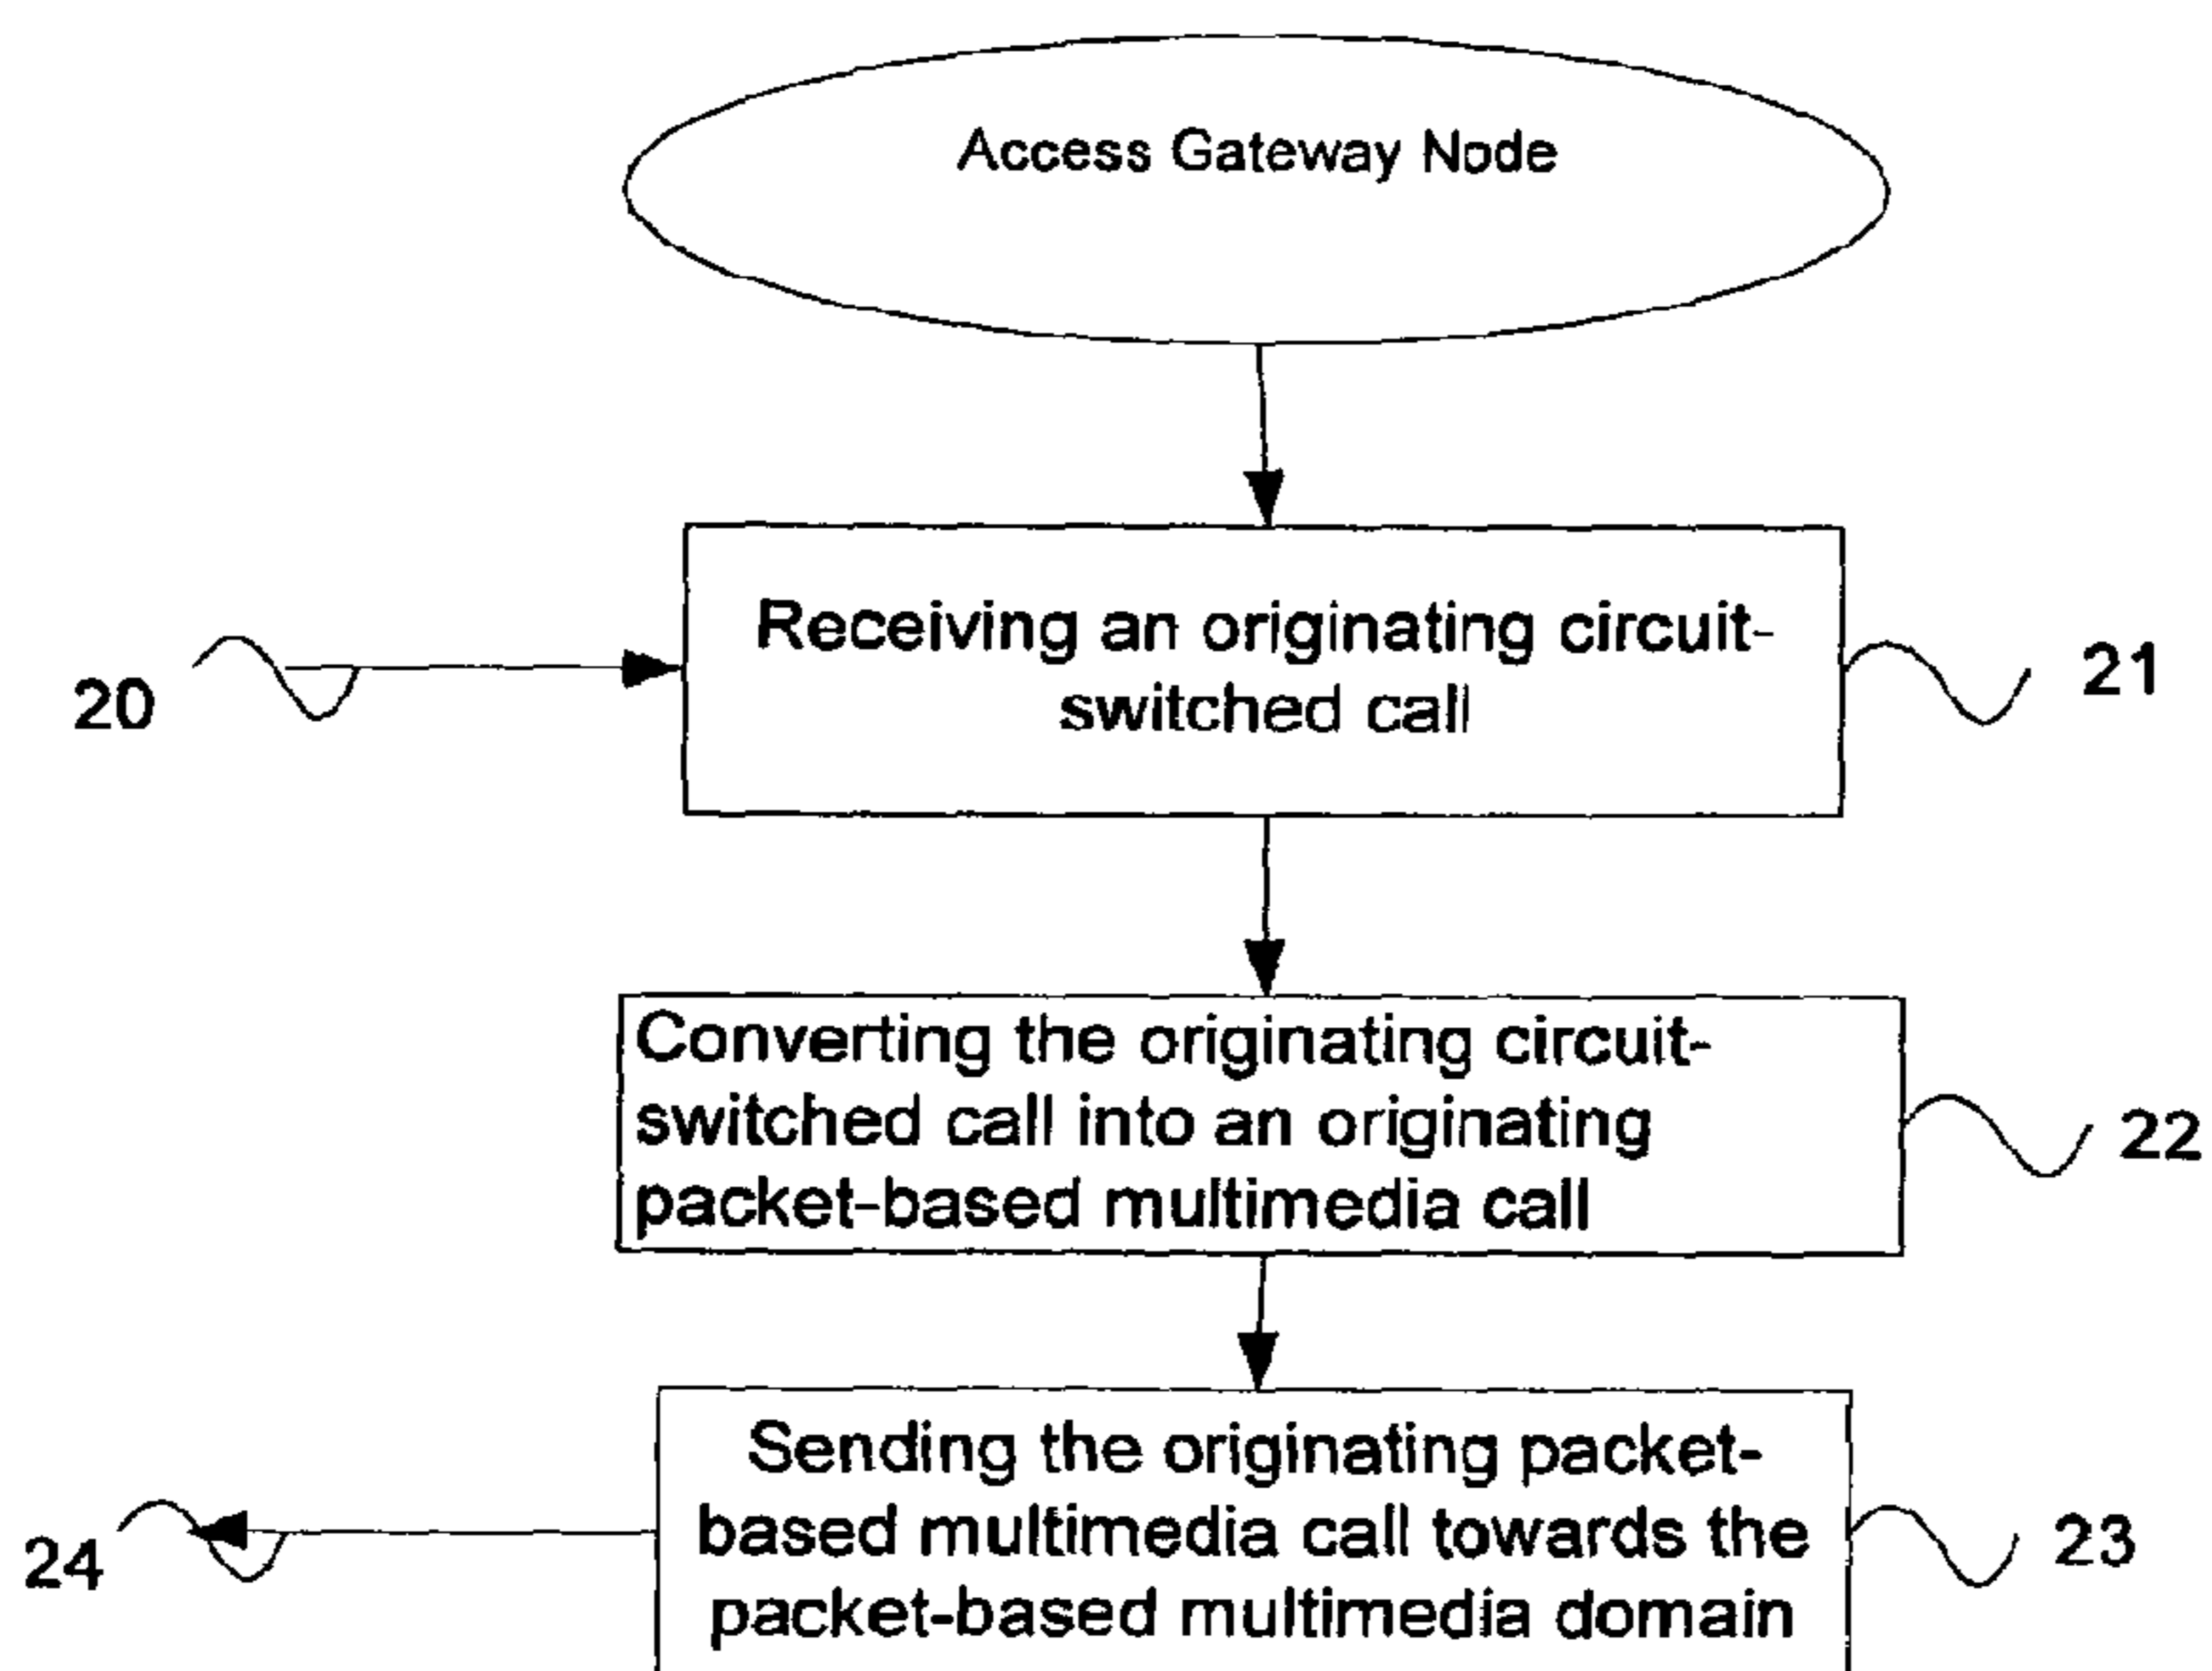 Access Gateway Node
Receiving an originating circuit-
switched call
20
21
Converting the originating circuit-
switched call into an originating
packet-based multimedia call
22
Sending the originating packet-
based multimedia call towards the
packet-based multimedia domain
24
23